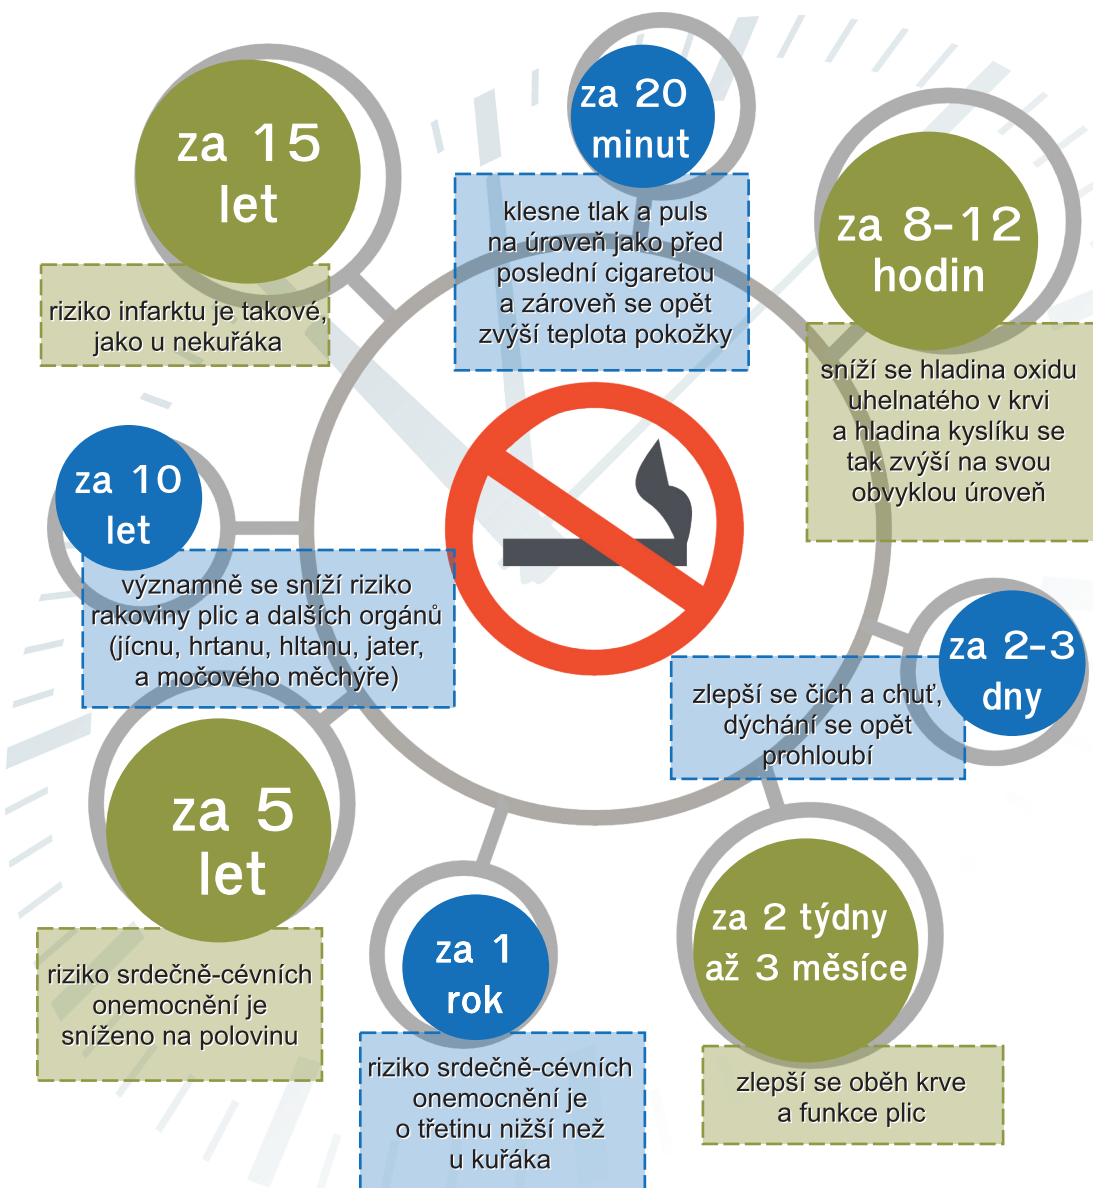 za 20
minut
klesne tlak a puls
na úroveň jako před
poslední cigaretou
a zároveň se opět
zvýší teplota pokožky
za 8-12
hodin
sníží se hladina oxidu
uhelnatého v krvi
a hladina kyslíku se
tak zvýší na svou
obvyklou úroveň
za 2-3
dny
zlepší se čich a chuť,
dýchání se opět
prohloubí
za 2 týdny
až 3 měsíce
zlepší se oběh krve
a funkce plic
za 1
rok
riziko srdečně-cévních
onemocnění je
o třetinu nižší než
u kuřáka
za 5
let
riziko srdečně-cévních
onemocnění je
sníženo na polovinu
za 10
let
významně se sníží riziko
rakoviny plic a dalších orgánů
(jícnu, hrtanu, hltanu, jater,
a močového měchýře)
za 15
let
riziko infarktu je takové,
jako u nekuřáka